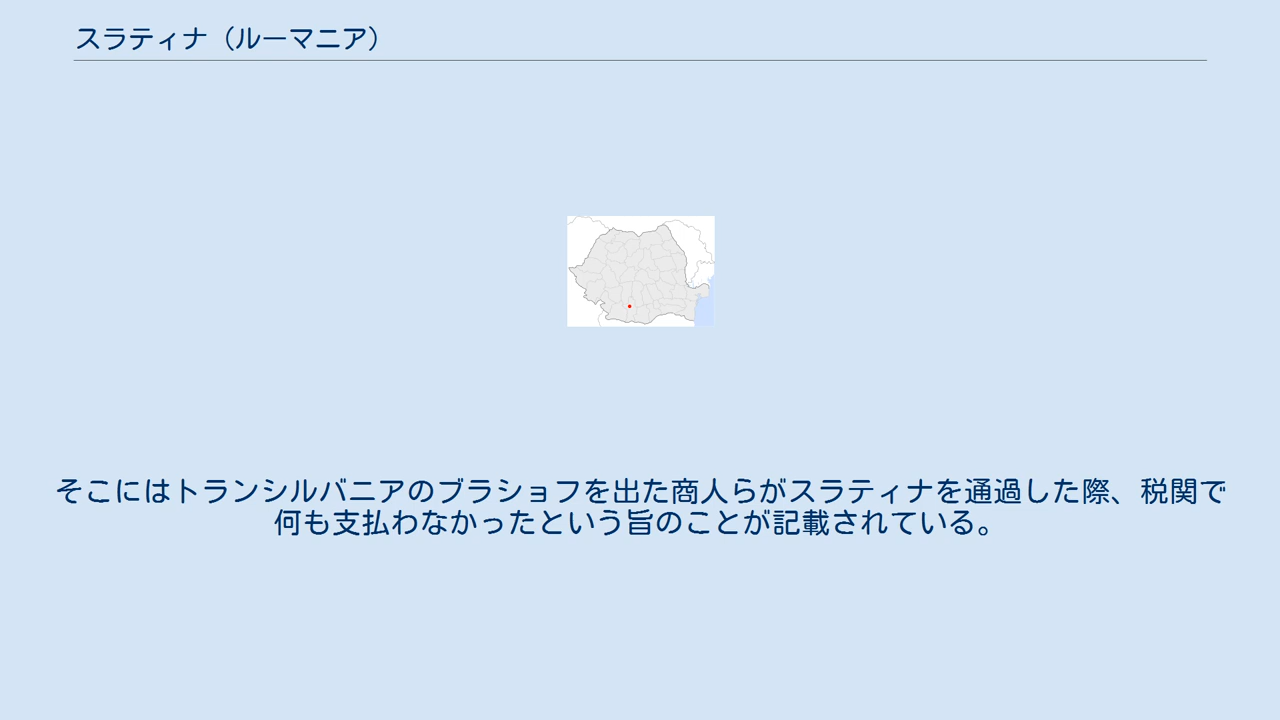 スラティナ（ルーマニア）
そこにはトランシルバニアのブラショフを出た商人らがスラティナを通過した際、税関で
何も支払わなかったという旨のことが記載されている。